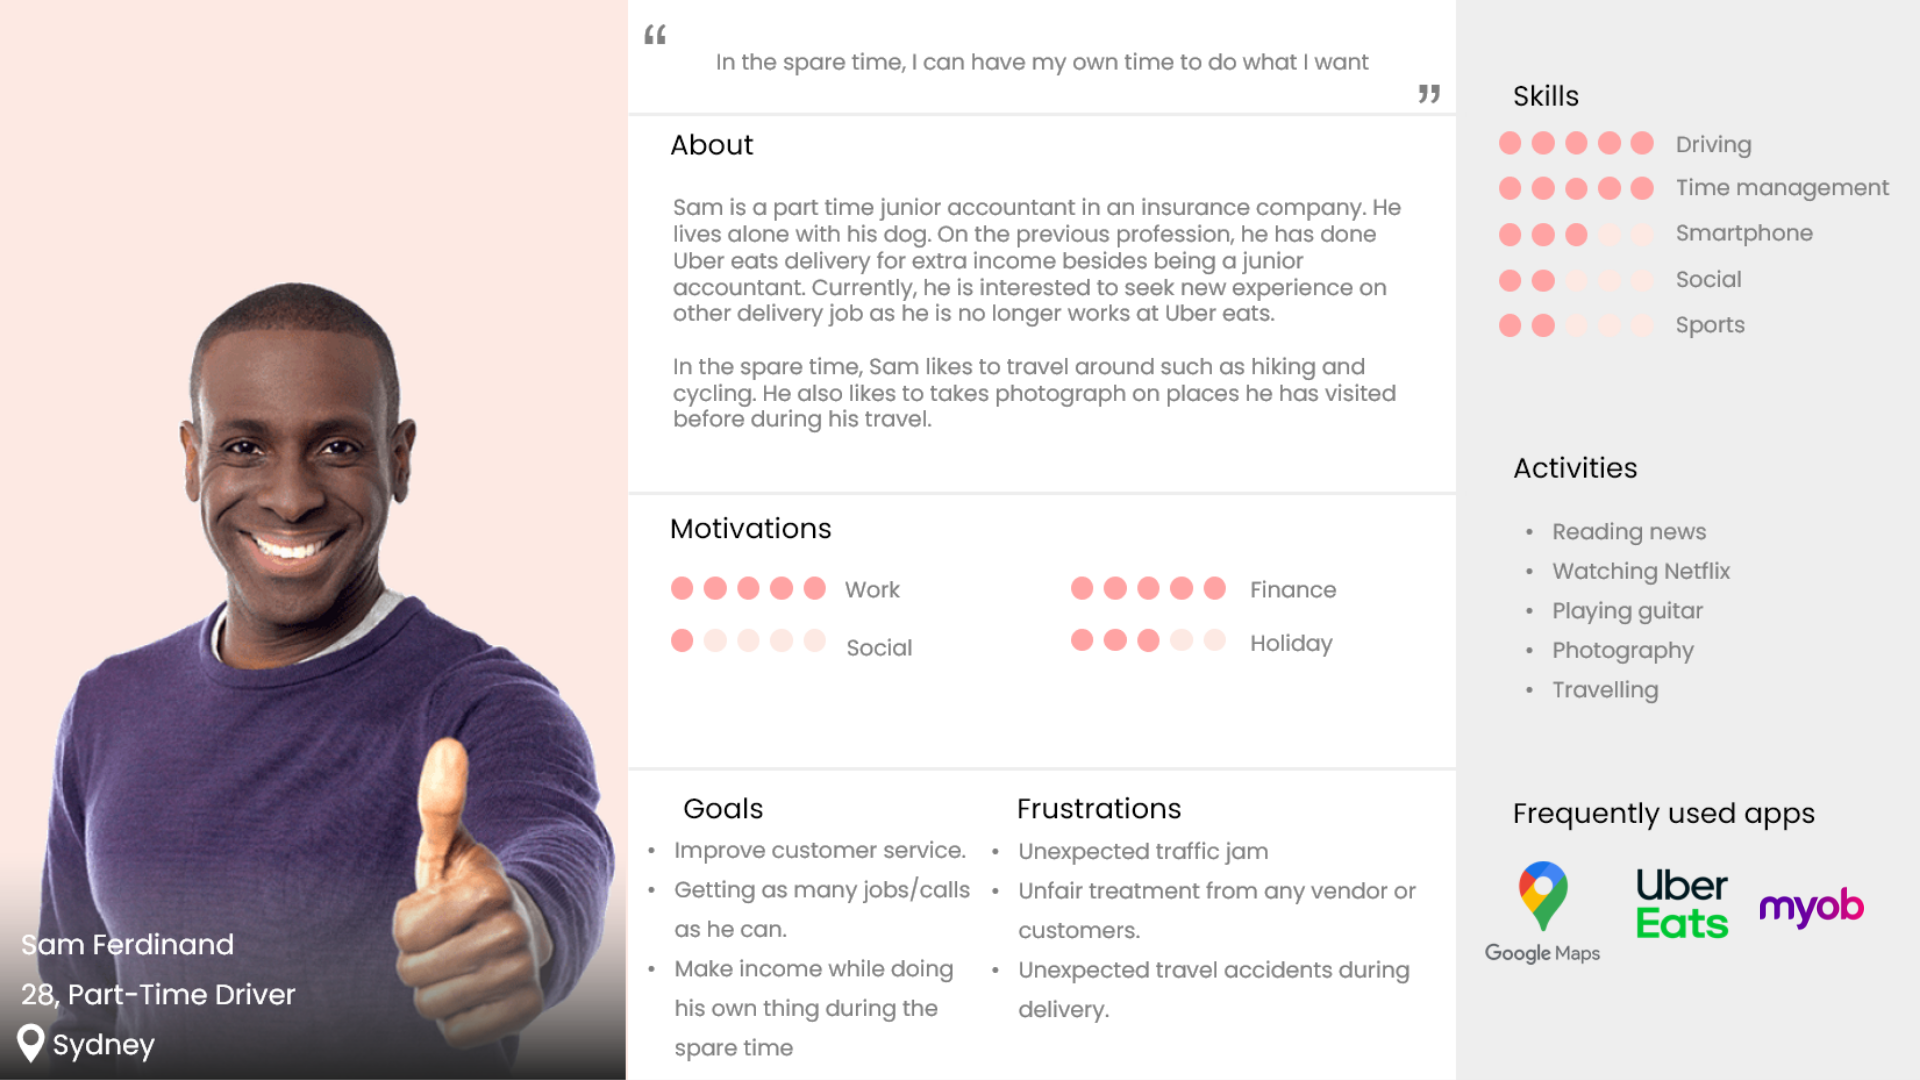 “
In the spare time, I can have my own time to do what I want
”
About
Sam is a part time junior accountant in an insurance company. He
lives alone with his dog. On the previous profession, he has done
Uber eats delivery for extra income besides being a junior
accountant. Currently, he is interested to seek new experience on
other delivery job as he is no longer works at Uber eats.
In the spare time, Sam likes to travel around such as hiking and
cycling. He also likes to takes photograph on places he has visited
before during his travel.
Motivations
Work
Finance
Social
Holiday
Goals
• Improve customer service.
• Getting as many jobs/calls
as he can.
• Make income while doing
his own thing during the
spare time
Frustrations
• Unexpected traffic jam
• Unfair treatment from any vendor or
customers.
• Unexpected travel accidents during
delivery.
Skills
Driving
Time management
Smartphone
Social
Sports
Activities
• Reading news
• Watching Netflix
• Playing guitar
• Photography
• Travelling
Frequently used apps
Google Maps
Uber
Eats
myob
Sam Ferdinand
28, Part-Time Driver
Sydney